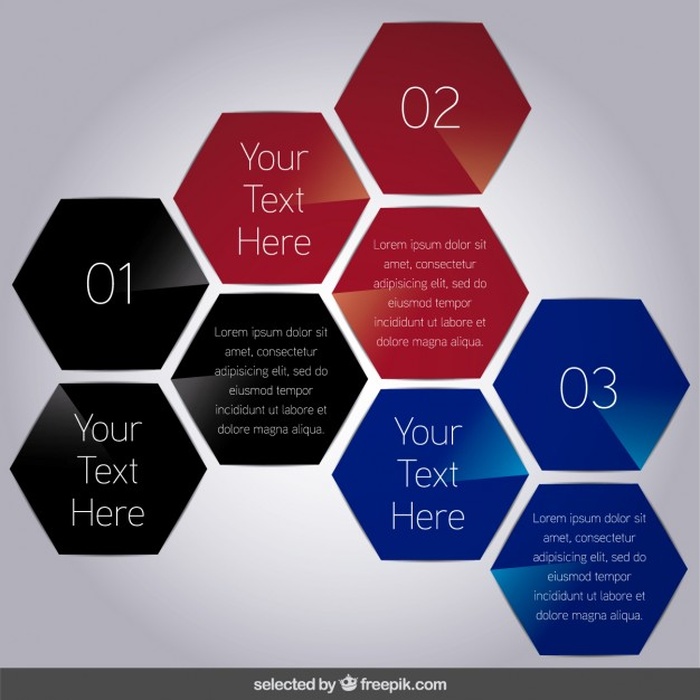 01
Your
Text
Here
Lorem ipsum dolor sit
amet, consectetur
adipisicing elit, sed do
eiusmod tempor
incididunt ut labore et
dolore magna aliqua.
02
Your
Text
Here
Lorem ipsum dolor sit
amet, consectetur
adipisicing elit, sed do
eiusmod tempor
incididunt ut labore et
dolore magna aliqua.
03
Your
Text
Here
Lorem ipsum dolor sit
amet, consectetur
adipisicing elit, sed do
eiusmod tempor
incididunt ut labore et
dolore magna aliqua.
selected by freepik.com